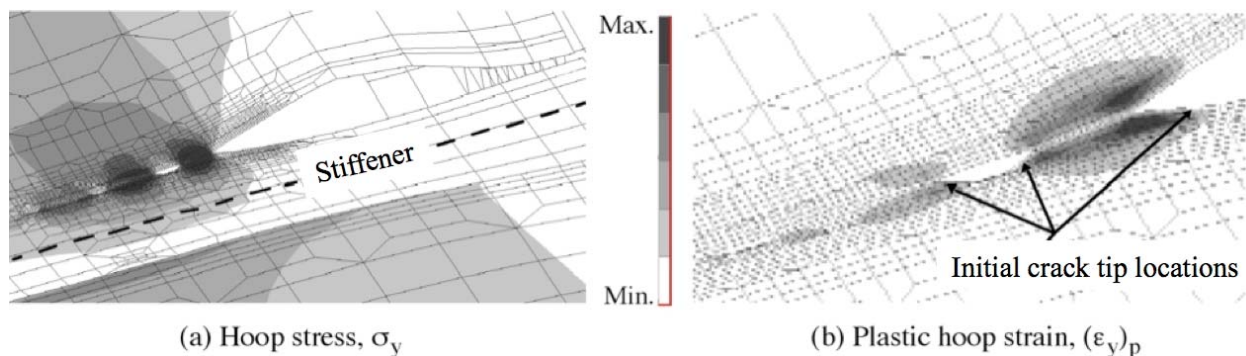 Stiffener
Max.
Min.
Initial crack tip locations
(a) Hoop stress, σy
(b) Plastic hoop strain, (εy)p